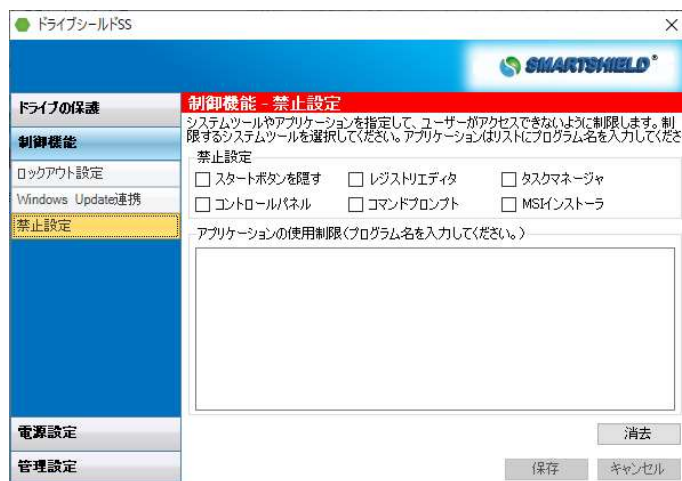 ドライブシールドSS
SMARTSHIELD®
ドライブの保護
制御機能
ロックアウト設定
Windows Update連携
禁止設定
電源設定
管理設定
制御機能 - 禁止設定
システムツールやアプリケーションを指定して、ユーザーがアクセスできないように制限します。制
限するシステムツールを選択してください。アプリケーションはリストにプログラム名を入力してくださ
禁止設定
スタートボタンを隠す レジストリエディタ タスクマネージャ
コントロールパネル コマンドプロンプト MSIインストーラ
アプリケーションの使用制限(プログラム名を入力してください。)
消去
保存 キャンセル